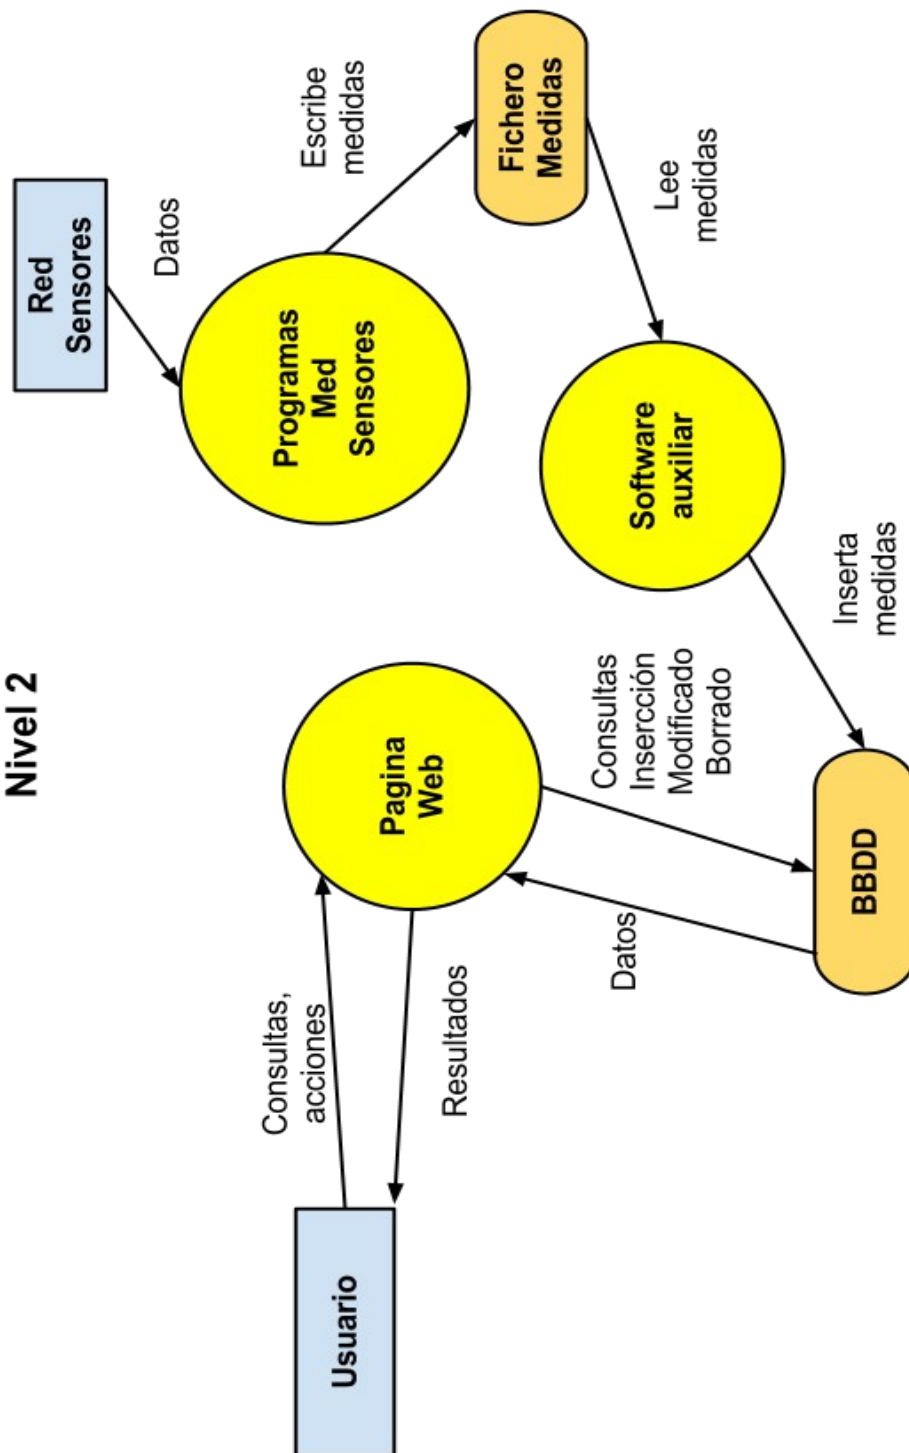 Nivel 2
Usuario
Consultas,
acciones
Resultados
Pagina
Web
Consultas
Insercción
Modificado
Borrado
Datos
BBDD
Red
Sensores
Datos
Programas
Med
Sensores
Escribe
medidas
Fichero
Medidas
Lee
medidas
Software
auxiliar
Inserta
medidas